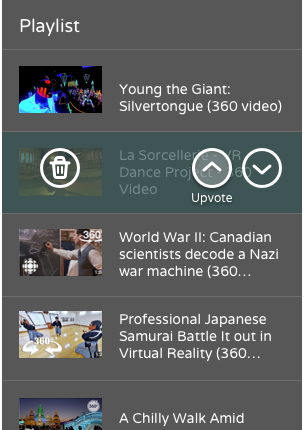 Playlist
Young the Giant:
Silvertongue (360 video)
La Sorcellerie - VR
Dance Project - 360
Video
Upvote
World War II: Canadian
scientists decode a Nazi
war machine (360...
360°
Professional Japanese
Samurai Battle It out in
Virtual Reality (360...
360°
A Chilly Walk Amid
360°